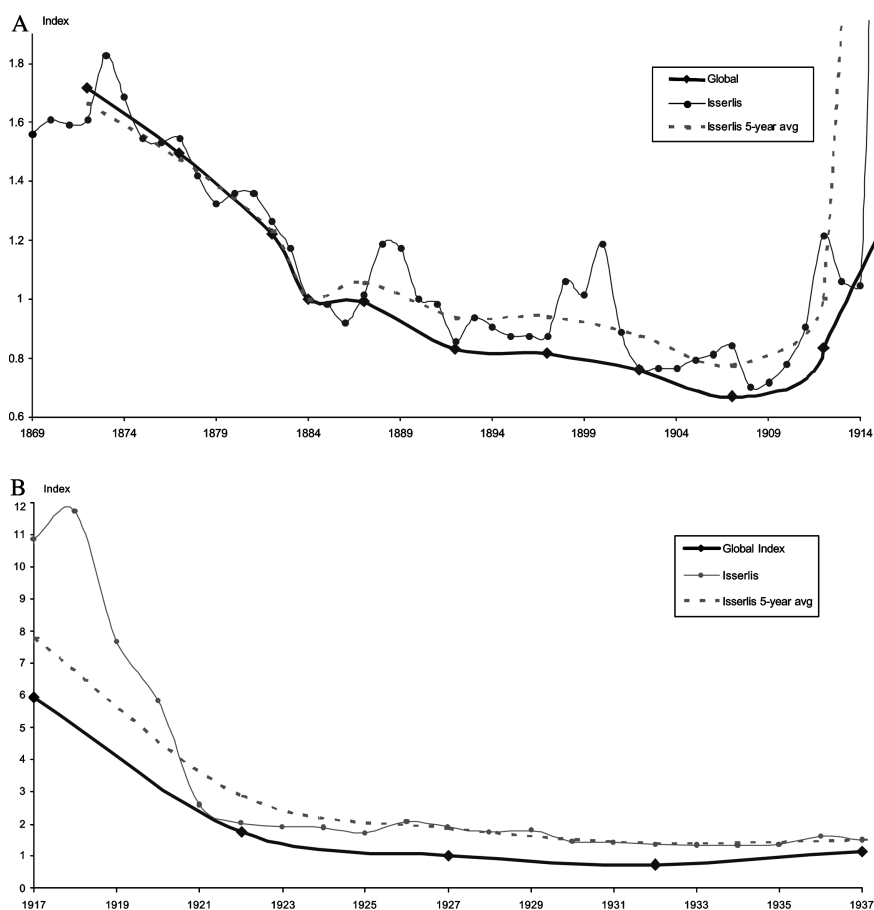 A
Index
1.8
1.6
1.4
1.2
1
0.8
0.6
Global
Isserlis
Isserlis 5-year avg
1869 1874 1879 1884 1889 1894 1899 1904 1909 1914
B
Index
12
11
10
9
8
7
6
5
4
3
2
1
0
Global Index
Isserlis
Isserlis 5-year avg
1917 1919 1921 1923 1925 1927 1929 1931 1933 1935 1937